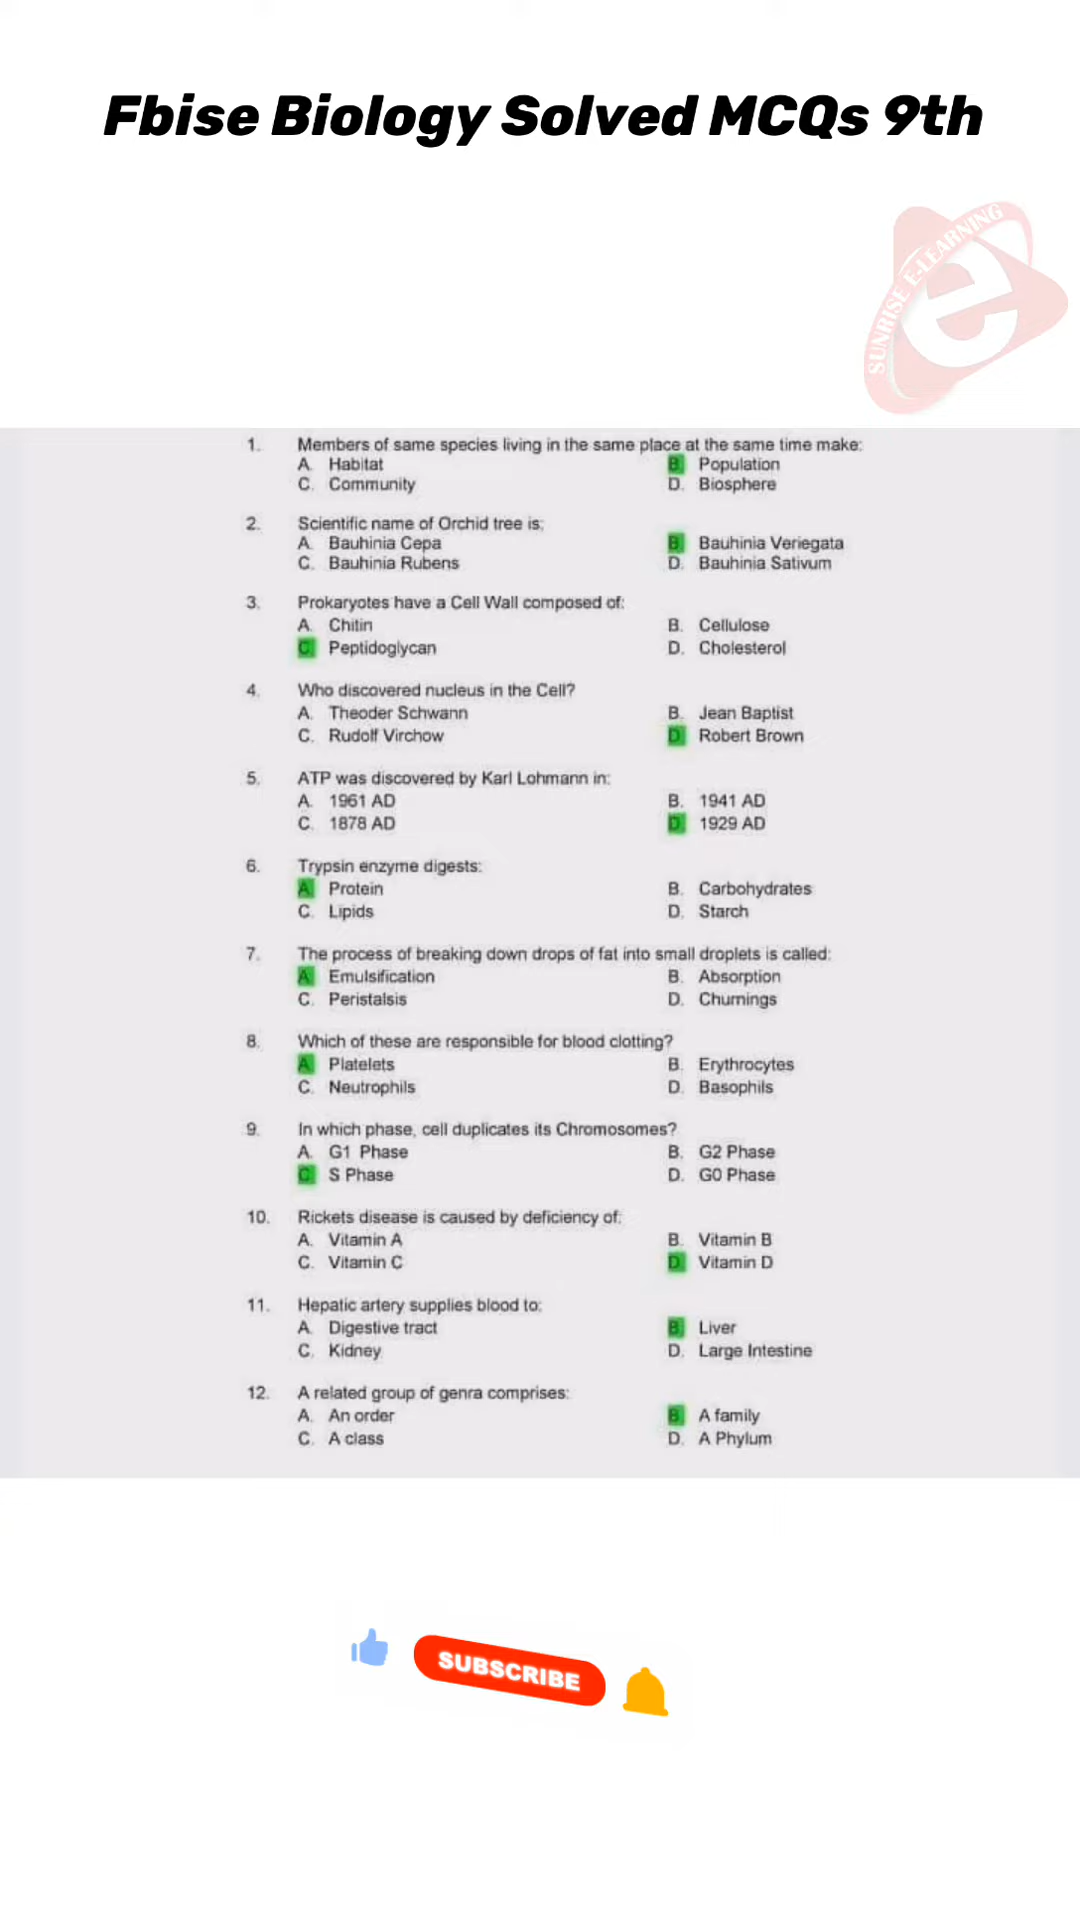 Fbise Biology Solved MCQs 9th
SUNRISE E-LEARNING
e
1. Members of same species living in the same place at the same time make:
A. Habitat B. Population
C. Community D. Biosphere
2. Scientific name of Orchid tree is:
A. Bauhinia Cepa B. Bauhinia Veriegata
C. Bauhinia Rubens D. Bauhinia Sativum
3. Prokaryotes have a Cell Wall composed of:
A. Chitin B. Cellulose
C. Peptidoglycan D. Cholesterol
4. Who discovered nucleus in the Cell?
A. Theoder Schwann B. Jean Baptist
C. Rudolf Virchow D. Robert Brown
5. ATP was discovered by Karl Lohmann in:
A. 1961 AD B. 1941 AD
C. 1878 AD D. 1929 AD
6. Trypsin enzyme digests:
A. Protein B. Carbohydrates
C. Lipids D. Starch
7. The process of breaking down drops of fat into small droplets is called:
A. Emulsification B. Absorption
C. Peristalsis D. Churnings
8. Which of these are responsible for blood clotting?
A. Platelets B. Erythrocytes
C. Neutrophils D. Basophils
9. In which phase, cell duplicates its Chromosomes?
A. G1 Phase B. G2 Phase
C. S Phase D. G0 Phase
10. Rickets disease is caused by deficiency of:
A. Vitamin A B. Vitamin B
C. Vitamin C D. Vitamin D
11. Hepatic artery supplies blood to:
A. Digestive tract B. Liver
C. Kidney D. Large Intestine
12. A related group of genra comprises:
A. An order B. A family
C. A class D. A Phylum
SUBSCRIBE